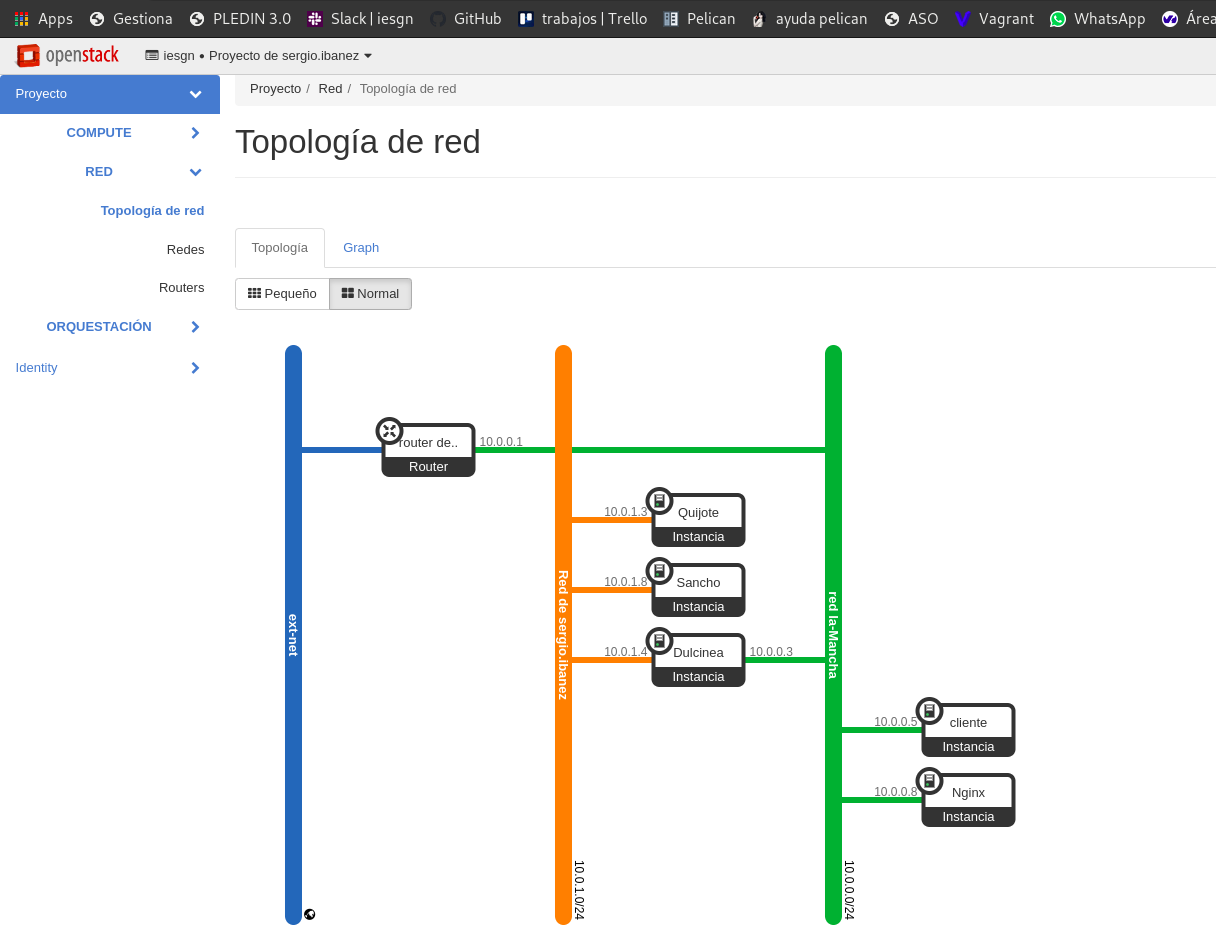 Apps Gestiona PLEDIN 3.0 Slack | iesgn GitHub trabajos | Trello Pelican ayuda pelican ASO Vagrant WhatsApp Área
openstack iesgn • Proyecto de sergio.ibanez
Proyecto
COMPUTE
RED
Topología de red
Redes
Routers
ORQUESTACIÓN
Identity
Proyecto / Red / Topología de red
Topología de red
Topología Graph
Pequeño Normal
ext-net
router de..
Router
10.0.0.1
Red de sergio.ibanez
10.0.1.0/24
10.0.1.3
Quijote
Instancia
10.0.1.8
Sancho
Instancia
10.0.1.4
Dulcinea
Instancia
10.0.0.3
red la-Mancha
10.0.0.0/24
10.0.0.5
cliente
Instancia
10.0.0.8
Nginx
Instancia